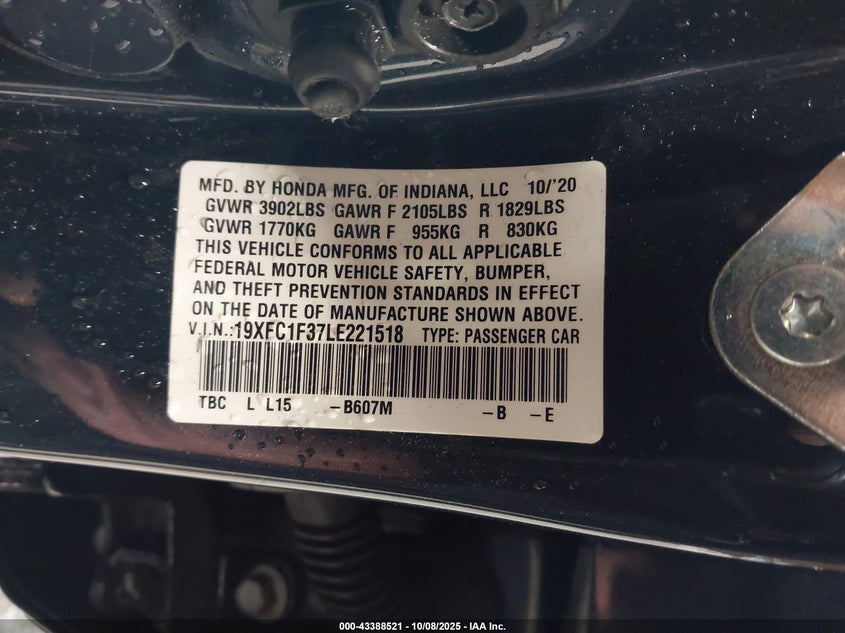 MFD. BY HONDA MFG. OF INDIANA, LLC 10/'20
GVWR 3902LBS GAWR F 2105LBS R 1829LBS
GVWR 1770KG GAWR F 955KG R 830KG
THIS VEHICLE CONFORMS TO ALL APPLICABLE
FEDERAL MOTOR VEHICLE SAFETY, BUMPER,
AND THEFT PREVENTION STANDARDS IN EFFECT
ON THE DATE OF MANUFACTURE SHOWN ABOVE.
V.I.N.:19XFC1F37LE221518 TYPE: PASSENGER CAR
TBC L L15 –B607M –B –E
000-43388521 - 10/08/2025 - IAA Inc.